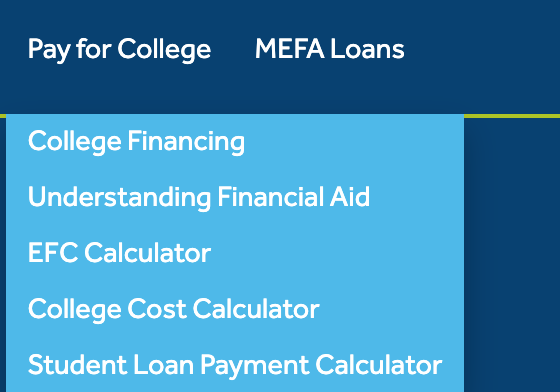 Pay for College MEFA Loans
College Financing
Understanding Financial Aid
EFC Calculator
College Cost Calculator
Student Loan Payment Calculator